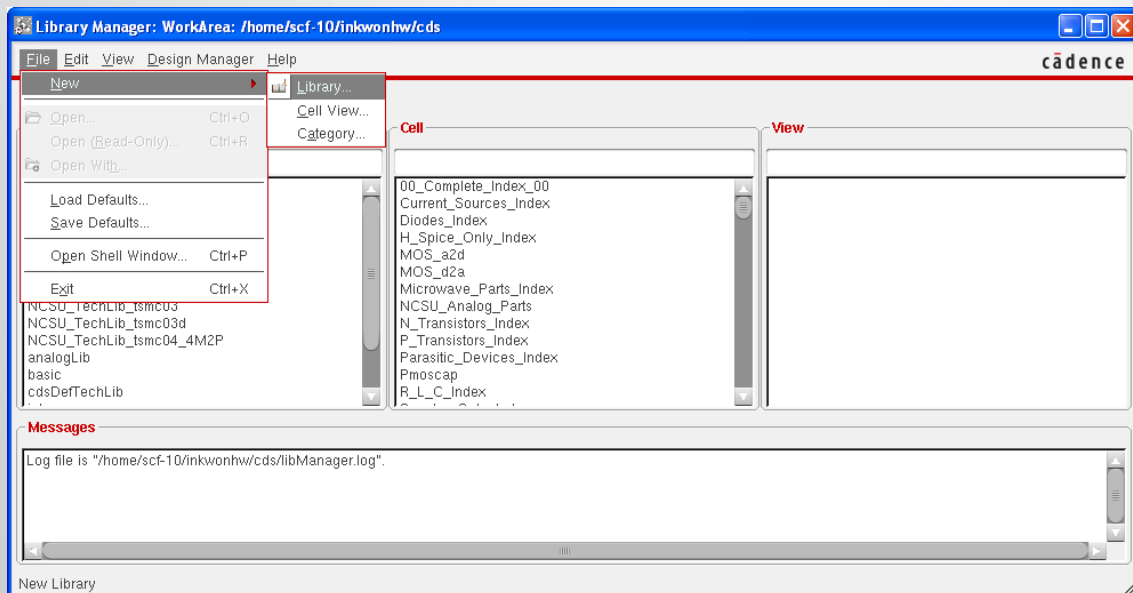 Library Manager: WorkArea: /home/scf-10/inkwonhw/cds
File Edit View Design Manager Help
cādence
New
Open... Ctrl+O
Open (Read-Only)... Ctrl+R
Open With...
Load Defaults...
Save Defaults...
Open Shell Window... Ctrl+P
Exit Ctrl+X
Library...
Cell View...
Category...
NCSU_TechLib_tsmc03
NCSU_TechLib_tsmc03d
NCSU_TechLib_tsmc04_4M2P
analogLib
basic
cdsDefTechLib
Cell
00_Complete_Index_00
Current_Sources_Index
Diodes_Index
H_Spice_Only_Index
MOS_a2d
MOS_d2a
Microwave_Parts_Index
NCSU_Analog_Parts
N_Transistors_Index
P_Transistors_Index
Parasitic_Devices_Index
Pmoscap
R_L_C_Index
View
Messages
Log file is "/home/scf-10/inkwonhw/cds/libManager.log".
New Library